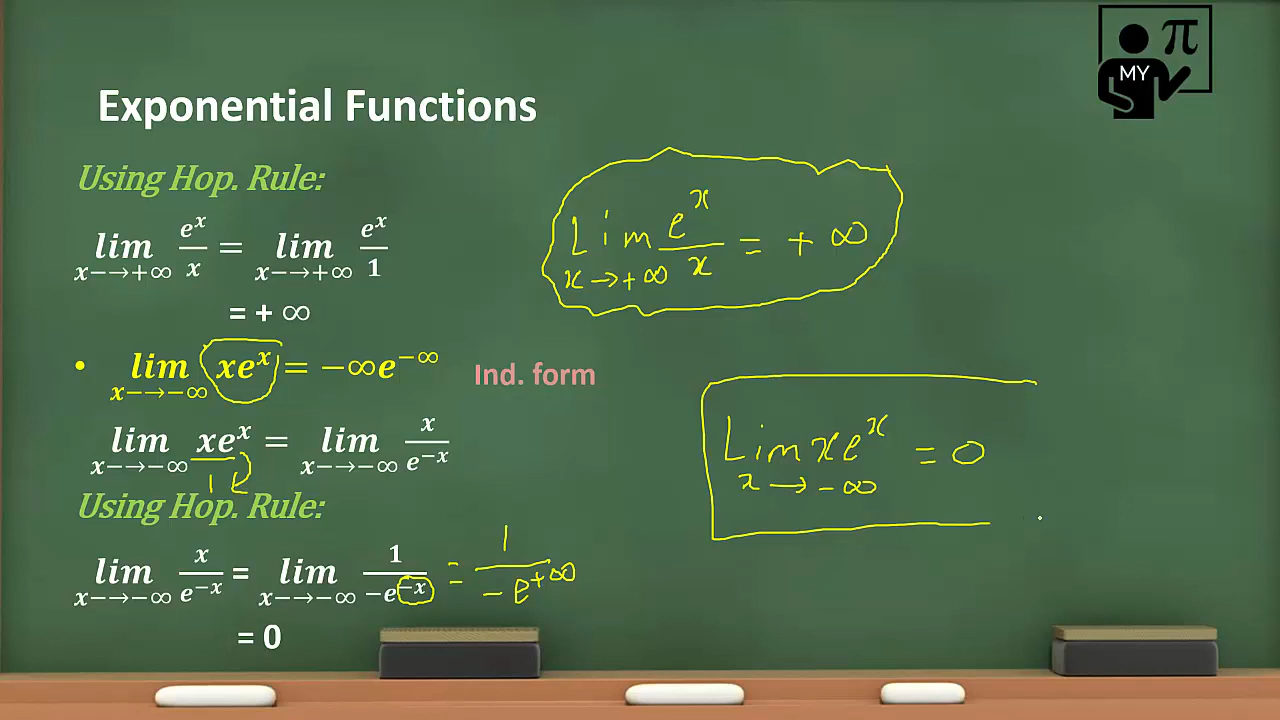 MY π
Exponential Functions
Using Hop. Rule:
lim x−→+∞ e^x/x = lim x−→+∞ e^x/1
= + ∞
• lim x−→−∞ xe^x = −∞e^−∞ Ind. form
lim x−→−∞ xe^x = lim x−→−∞ x/e^−x
Using Hop. Rule:
lim x−→−∞ x/e^−x = lim x−→−∞ 1/−e^−x = 1/−e^+∞
= 0
Lim x→+∞ e^x/x = + ∞
Lim x→−∞ xe^x = 0